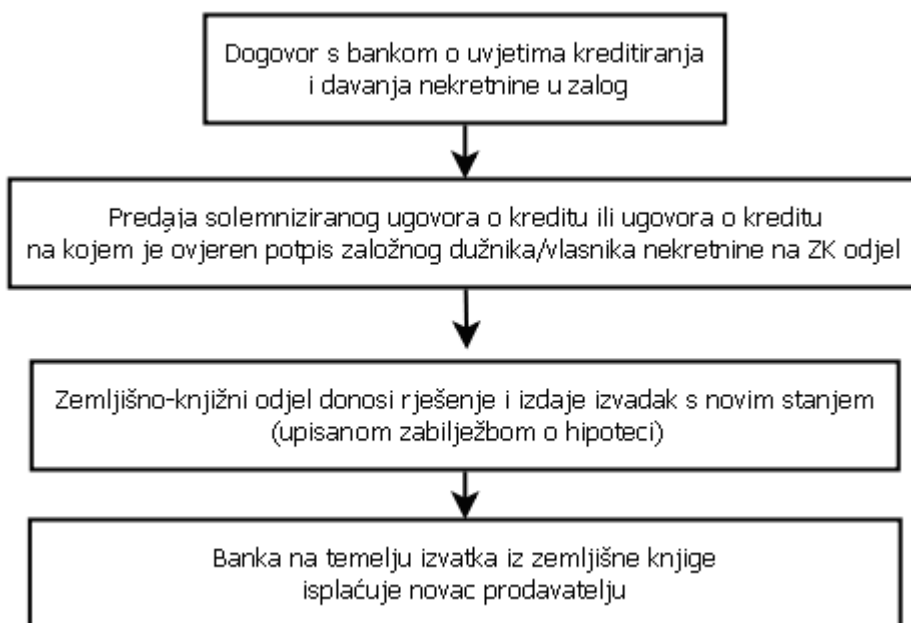 Dogovor s bankom o uvjetima kreditiranja
i davanja nekretnine u zalog
Predaja solemniziranog ugovora o kreditu ili ugovora o kreditu
na kojem je ovjeren potpis založnog dužnika/vlasnika nekretnine na ZK odjel
Zemljišno-knjižni odjel donosi rješenje i izdaje izvadak s novim stanjem
(upisanom zabilježbom o hipoteci)
Banka na temelju izvatka iz zemljišne knjige
isplaćuje novac prodavatelju